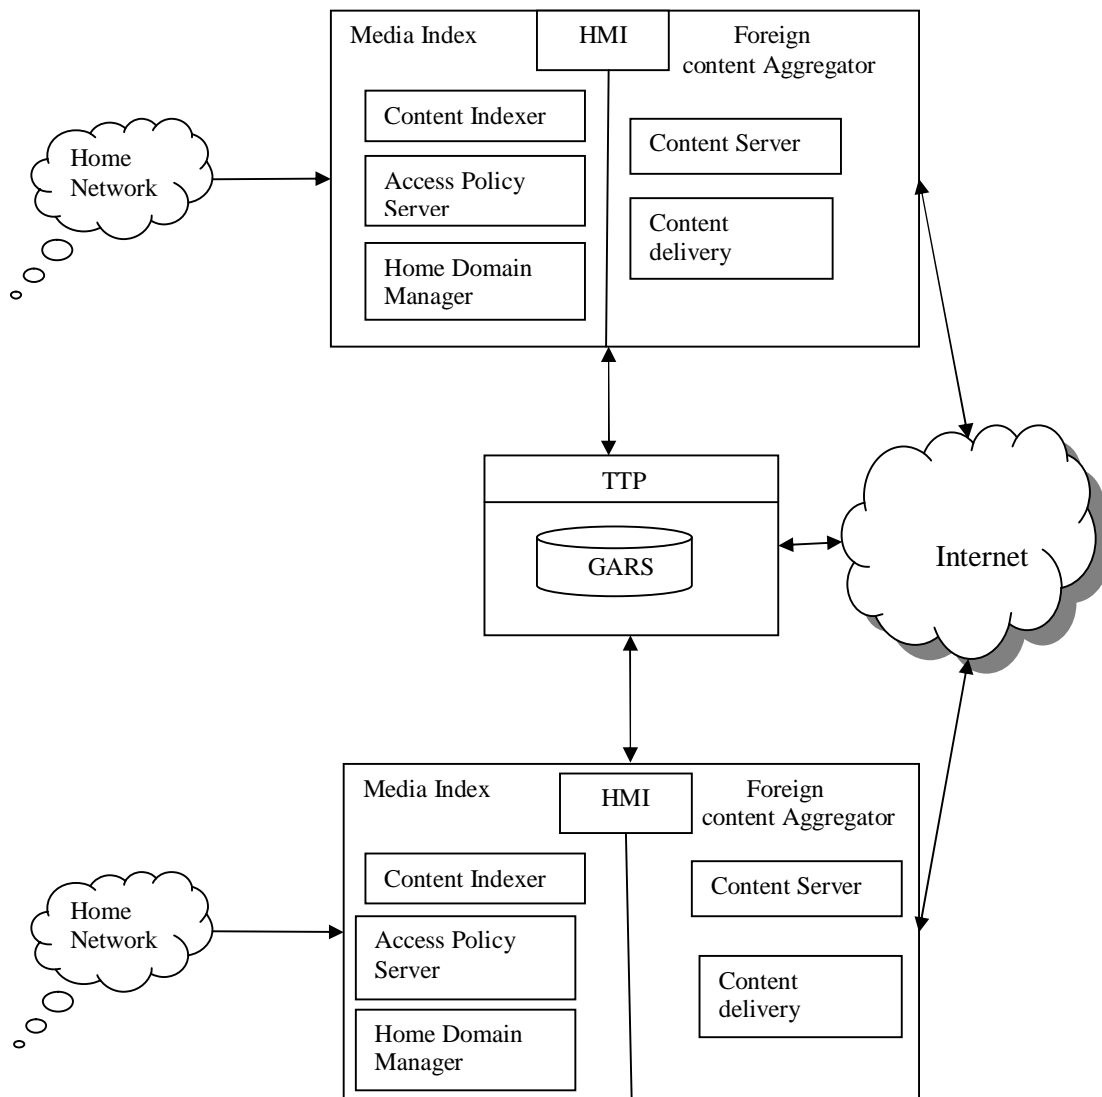 Media Index
HMI
Foreign
content Aggregator
Content Indexer
Content Server
Home
Network
Access Policy
Server
Content
delivery
Home Domain
Manager
TTP
GARS
Internet
Media Index
HMI
Foreign
content Aggregator
Content Indexer
Content Server
Home
Network
Access Policy
Server
Content
delivery
Home Domain
Manager